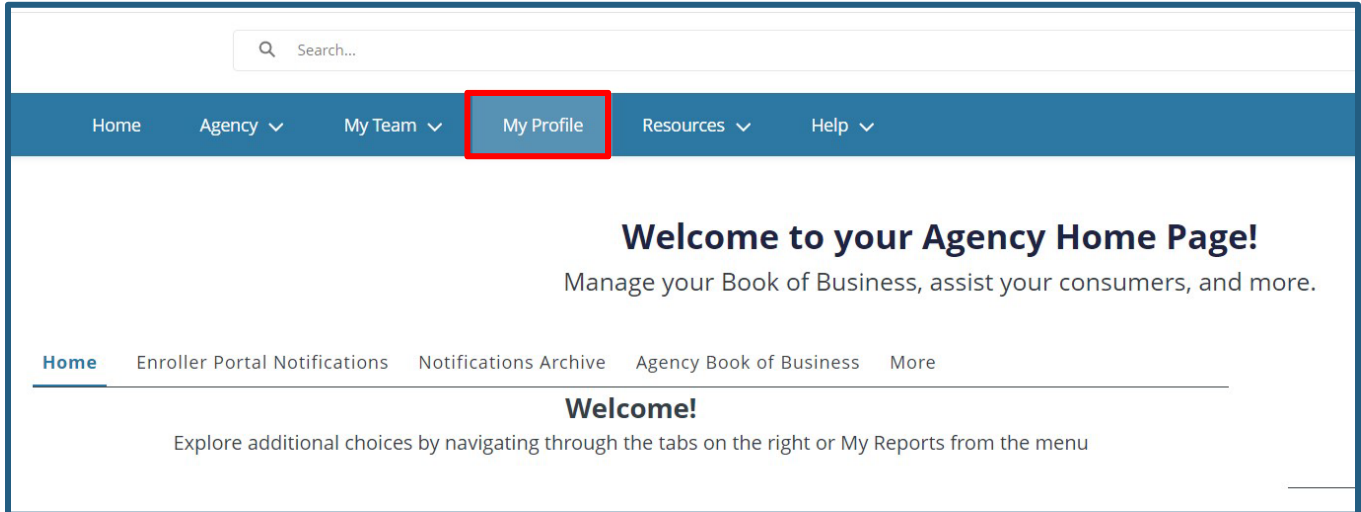 Search...
Home Agency My Team My Profile Resources Help
Welcome to your Agency Home Page!
Manage your Book of Business, assist your consumers, and more.
Home Enroller Portal Notifications Notifications Archive Agency Book of Business More
Welcome!
Explore additional choices by navigating through the tabs on the right or My Reports from the menu